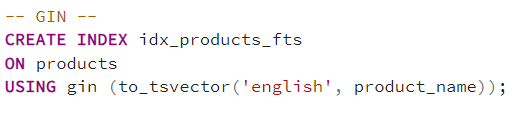 -- GIN --
CREATE INDEX idx_products_fts
ON products
USING gin (to_tsvector('english', product_name));